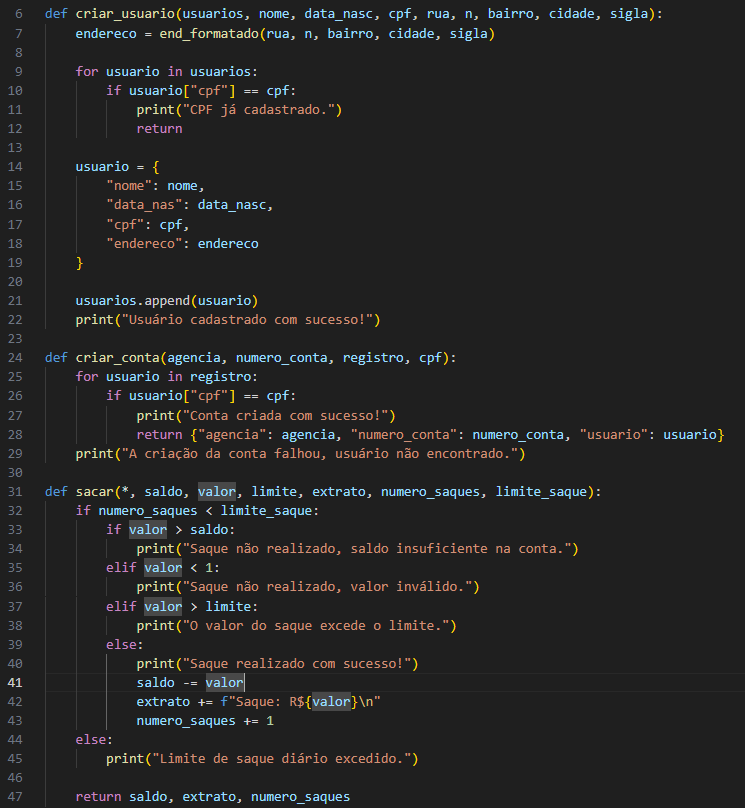 6 def criar_usuario(usuarios, nome, data_nasc, cpf, rua, n, bairro, cidade, sigla):
7     endereco = end_formatado(rua, n, bairro, cidade, sigla)
8
9     for usuario in usuarios:
10         if usuario["cpf"] == cpf:
11             print("CPF já cadastrado.")
12             return
13
14     usuario = {
15         "nome": nome,
16         "data_nas": data_nasc,
17         "cpf": cpf,
18         "endereco": endereco
19     }
20
21     usuarios.append(usuario)
22     print("Usuário cadastrado com sucesso!")
23
24 def criar_conta(agencia, numero_conta, registro, cpf):
25     for usuario in registro:
26         if usuario["cpf"] == cpf:
27             print("Conta criada com sucesso!")
28             return {"agencia": agencia, "numero_conta": numero_conta, "usuario": usuario}
29     print("A criação da conta falhou, usuário não encontrado.")
30
31 def sacar(*, saldo, valor, limite, extrato, numero_saques, limite_saque):
32     if numero_saques < limite_saque:
33         if valor > saldo:
34             print("Saque não realizado, saldo insuficiente na conta.")
35         elif valor < 1:
36             print("Saque não realizado, valor inválido.")
37         elif valor > limite:
38             print("O valor do saque excede o limite.")
39         else:
40             print("Saque realizado com sucesso!")
41             saldo -= valor
42             extrato += f"Saque: R${valor}\n"
43             numero_saques += 1
44     else:
45         print("Limite de saque diário excedido.")
46
47     return saldo, extrato, numero_saques